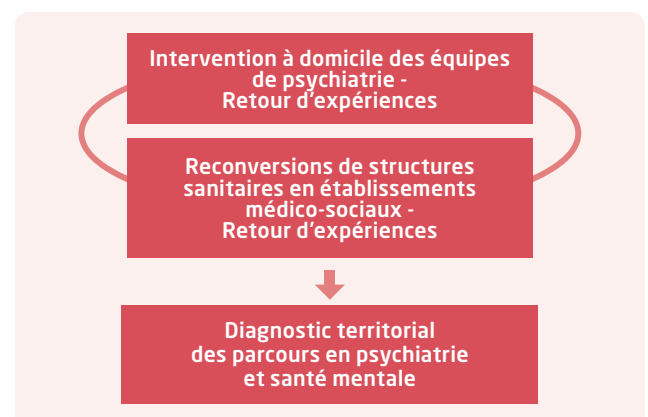 Intervention à domicile des équipes
de psychiatrie -
Retour d’expériences
Reconversions de structures
sanitaires en établissements
médico-sociaux -
Retour d’expériences
Diagnostic territorial
des parcours en psychiatrie
et santé mentale